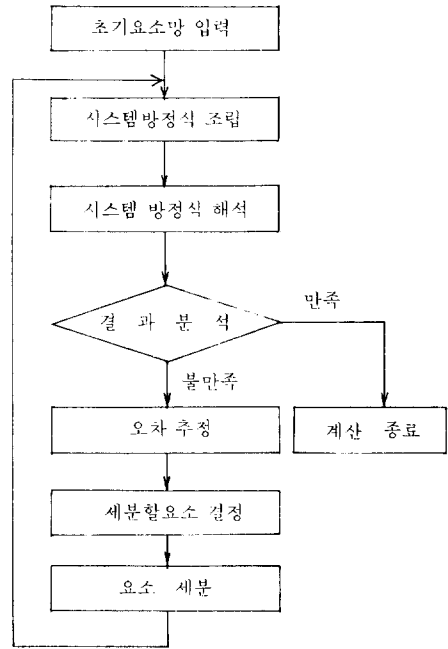 초기요소망 입력
시스템방정식 조립
시스템 방정식 해석
결 과 분 석
만족
불만족
오차 추정
계산 종료
세분할요소 결정
요소 세분